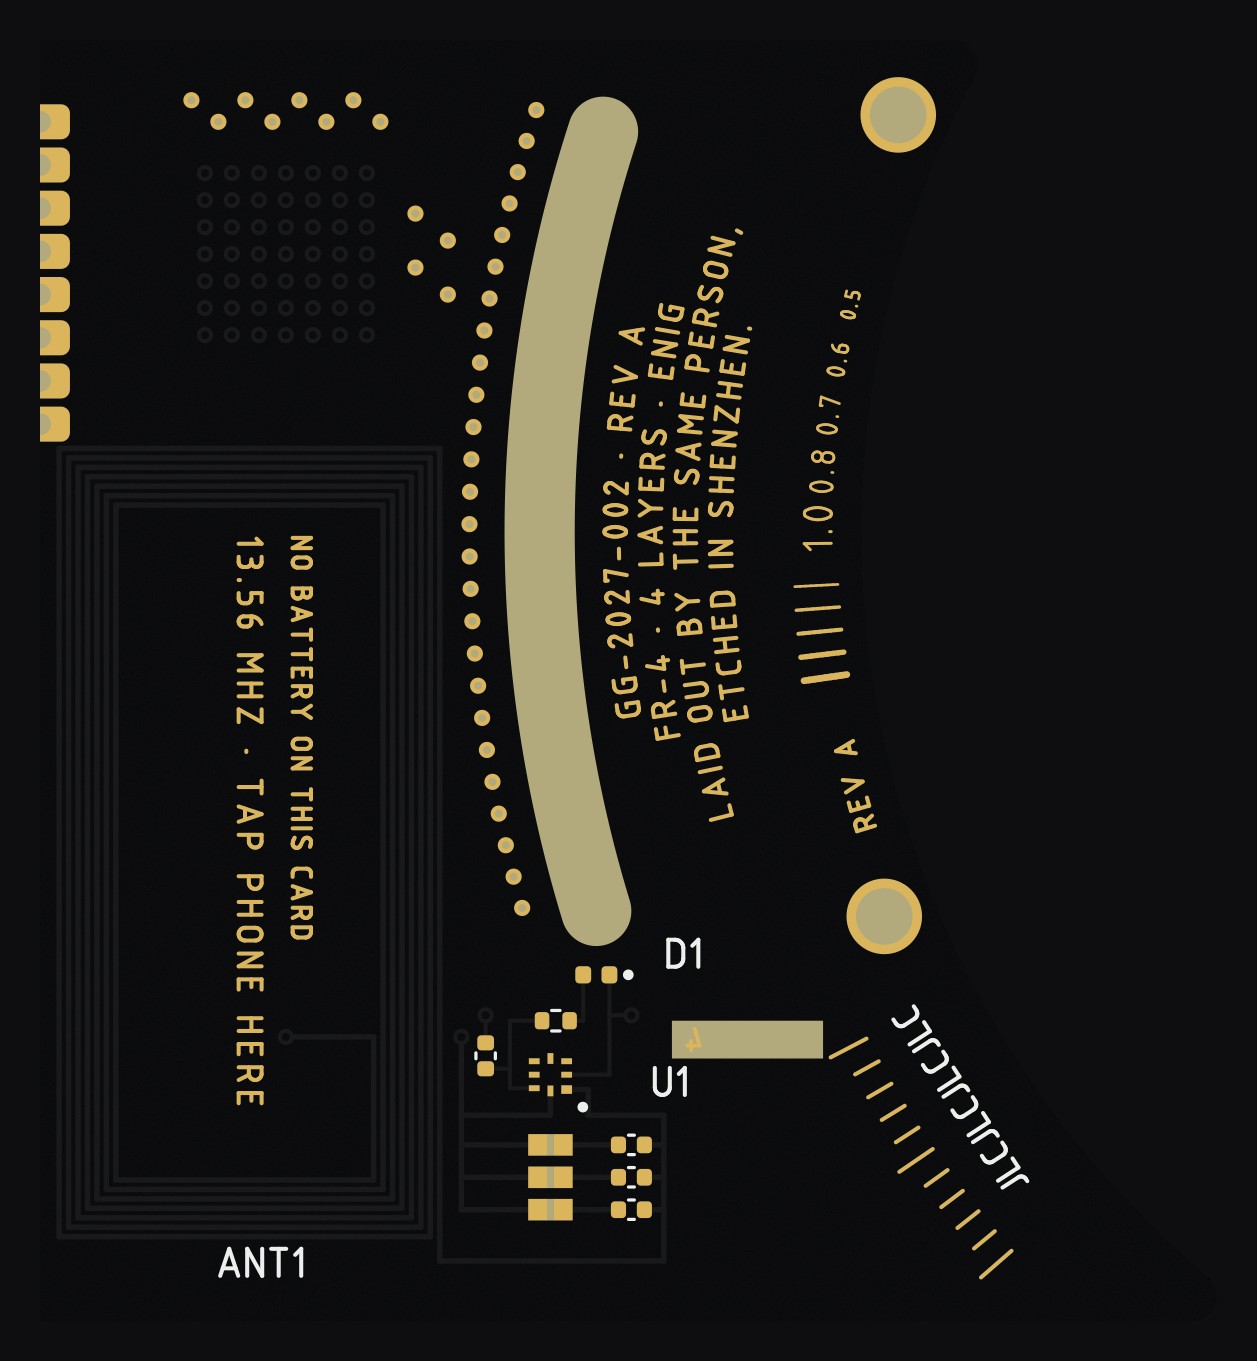 GG-2027-002 · REV A
FR-4 · 4 LAYERS · ENIG
LAID OUT BY THE SAME PERSON,
ETCHED IN SHENZHEN.
1.0 0.8 0.7 0.6 0.5
REV A
NO BATTERY ON THIS CARD
13.56 MHZ · TAP PHONE HERE
D1
4
U1
ANT1